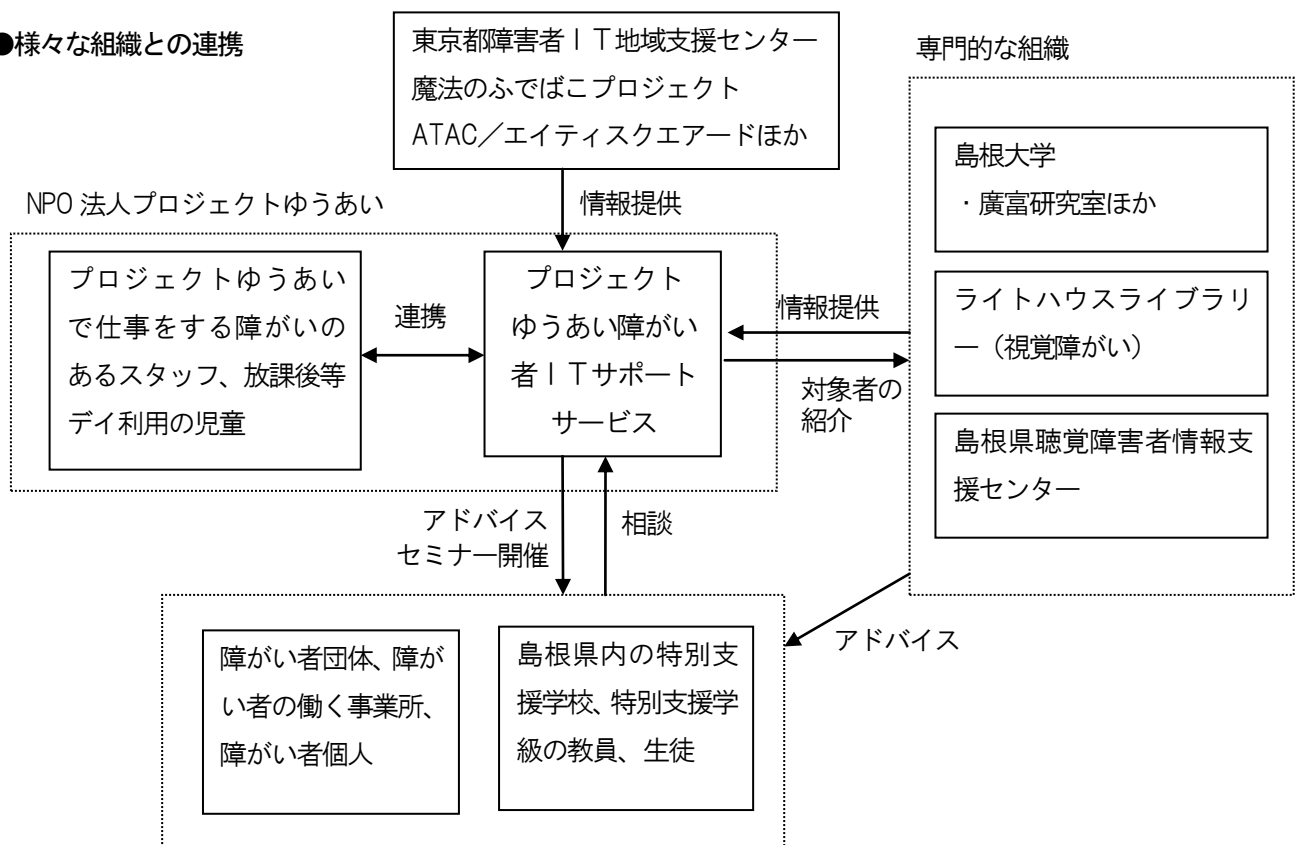 ●様々な組織との連携
東京都障害者IT地域支援センター
魔法のふでばこプロジェクト
ATAC/エイティスクエアードほか
専門的な組織
島根大学
・廣富研究室ほか
ライトハウスライブラリ
ー(視覚障がい)
島根県聴覚障害者情報支
援センター
NPO法人プロジェクトゆうあい
情報提供
プロジェクトゆうあい
で仕事をする障がいの
あるスタッフ、放課後等
デイ利用の児童
連携
プロジェクト
ゆうあい障がい
者ITサポート
サービス
情報提供
対象者の
紹介
アドバイス
セミナー開催
相談
アドバイス
障がい者団体、障が
い者の働く事業所、
障がい者個人
島根県内の特別支
援学校、特別支援学
級の教員、生徒